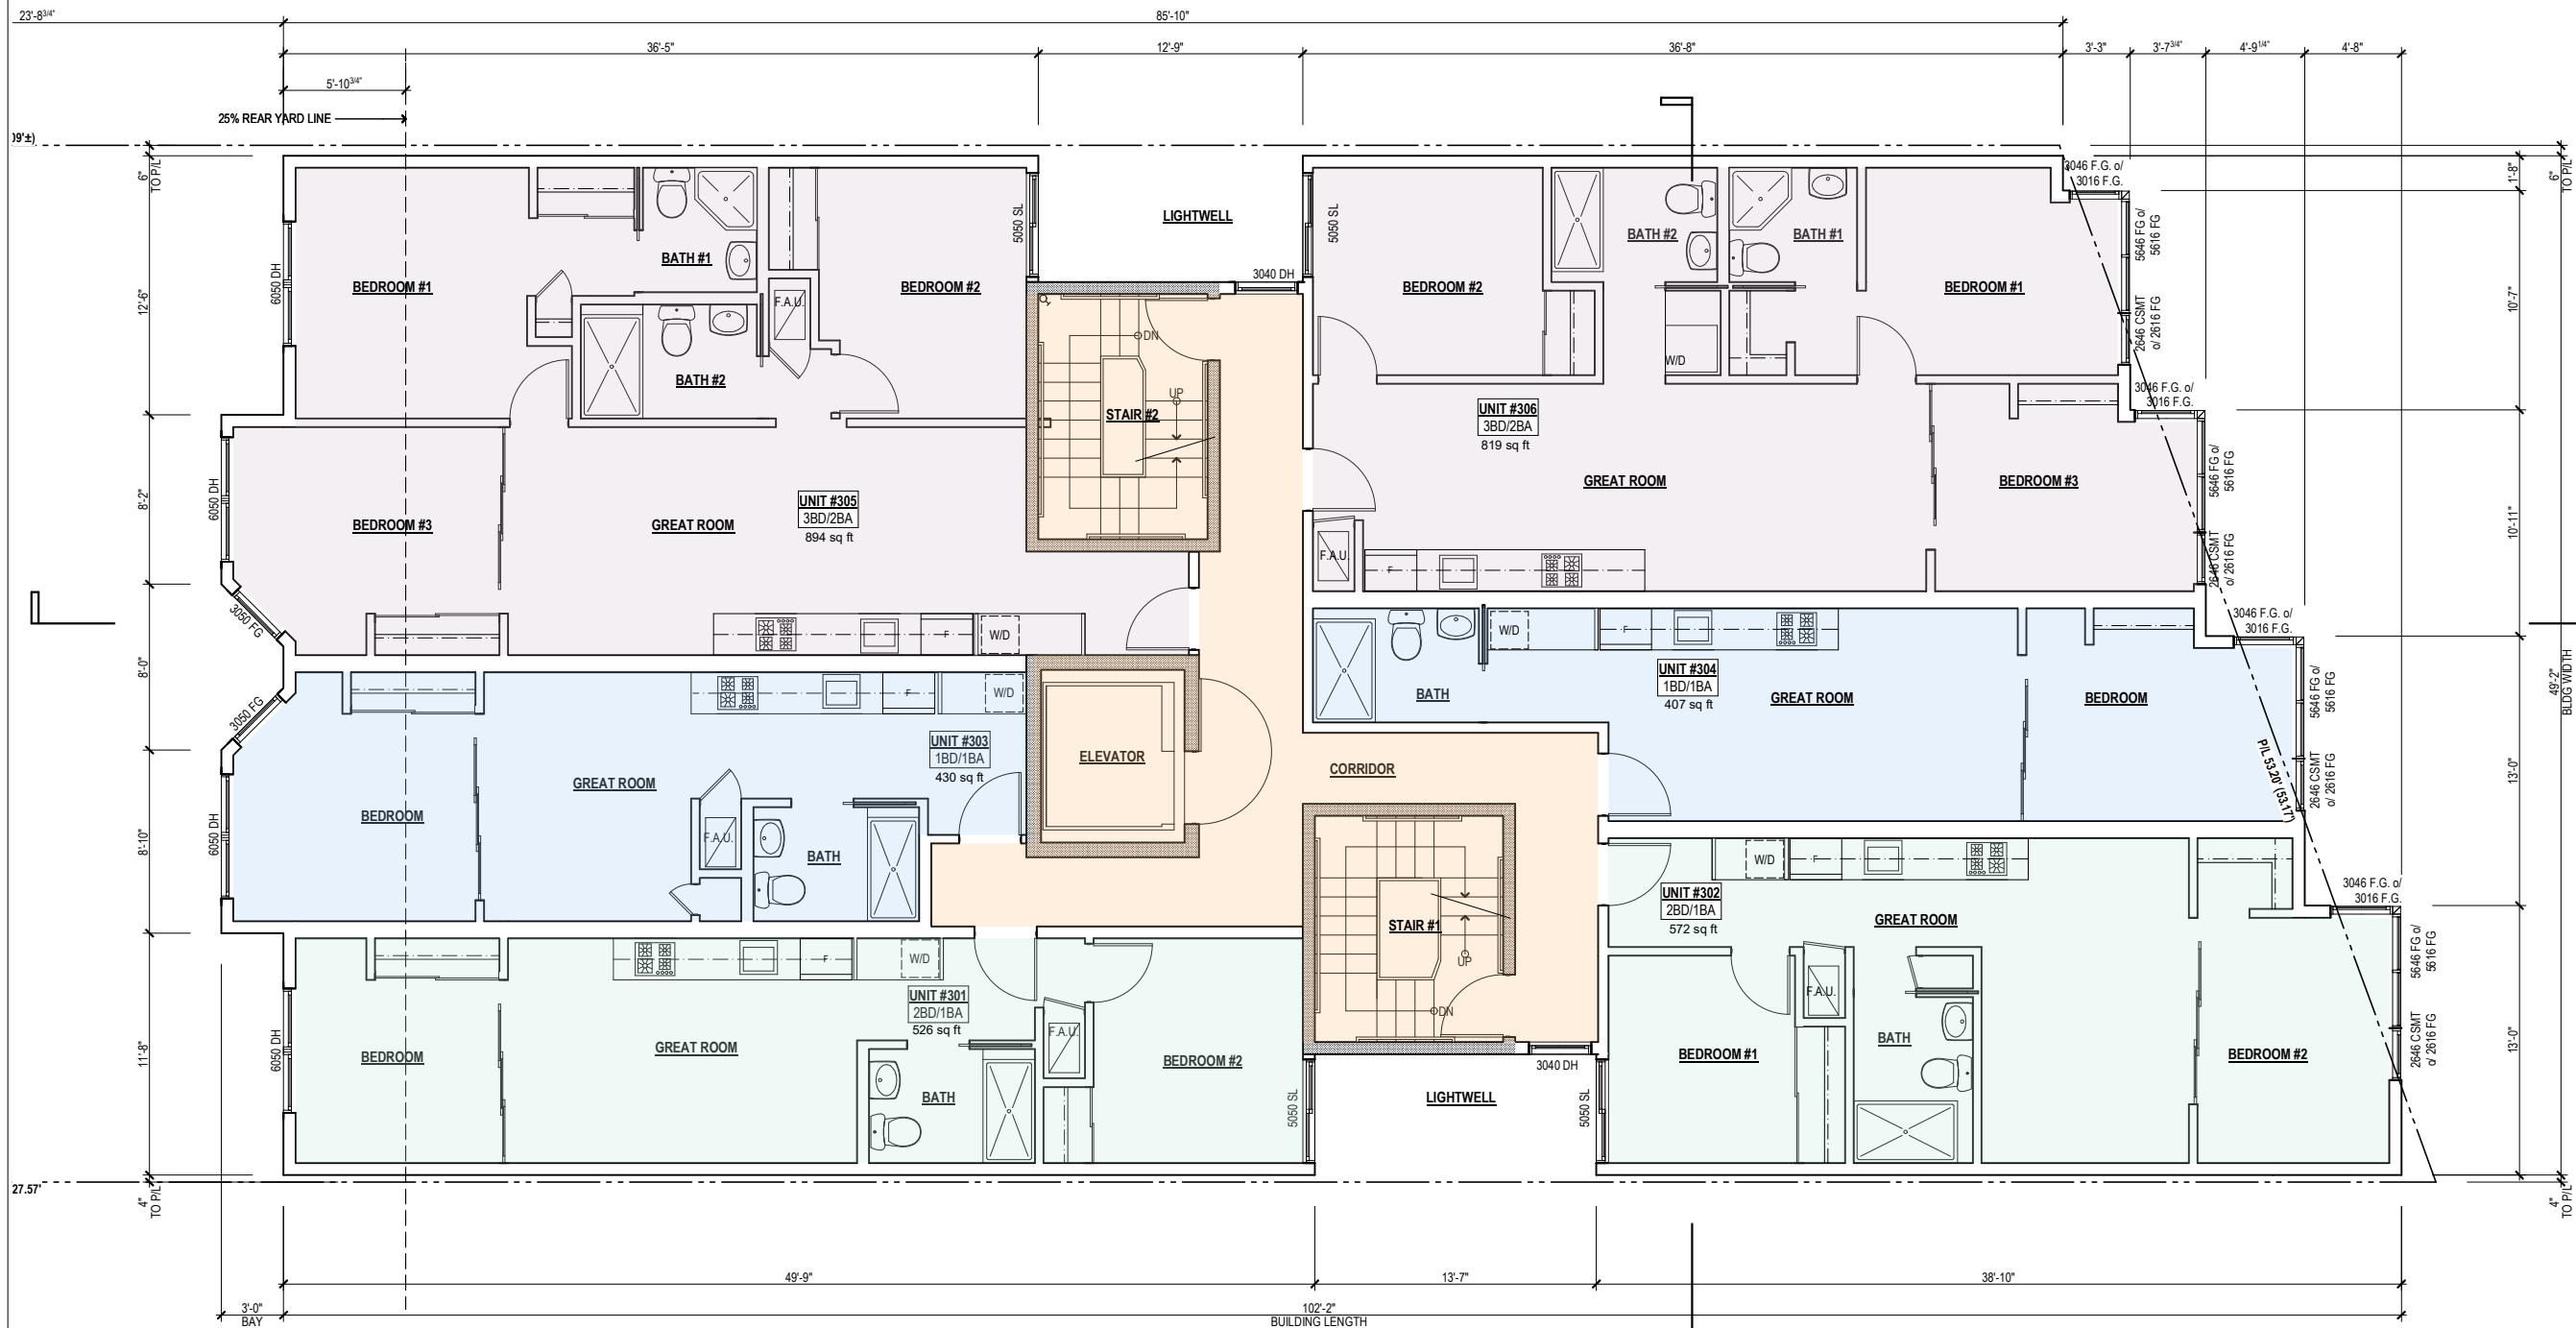 23'-8 3/4"
85'-10"
36'-5"
12'-9"
36'-8"
3'-3"
3'-7 3/4"
4'-9 1/4"
4'-8"
5'-10 3/4"
25% REAR YARD LINE
09'±)
6"
TO P/L
12'-6"
8'-2"
8'-0"
8'-10"
11'-8"
4"
TO P/L
27.57'
6050 DH
6050 DH
3050 FG
3050 FG
6050 DH
6050 DH
BEDROOM #1
BATH #1
BATH #2
F.A.U.
BEDROOM #2
5050 SL
BEDROOM #3
GREAT ROOM
UNIT #305
3BD/2BA
894 sq ft
F
W/D
LIGHTWELL
3040 DH
DN
UP
STAIR #2
5050 SL
BEDROOM #2
BATH #2
BATH #1
W/D
BEDROOM #1
UNIT #306
3BD/2BA
819 sq ft
GREAT ROOM
BEDROOM #3
F.A.U.
F
3046 F.G. o/
3016 F.G.
5646 FG o/
5616 FG
2646 CSMT
o/ 2616 FG
3046 F.G. o/
3016 F.G.
5646 FG o/
5616 FG
2646 CSMT
o/ 2616 FG
3046 F.G. o/
3016 F.G.
5646 FG o/
5616 FG
2646 CSMT
o/ 2616 FG
P/L 53.20' (53.17')
3046 F.G. o/
3016 F.G.
5646 FG o/
5616 FG
2646 CSMT
o/ 2616 FG
F
W/D
UNIT #303
1BD/1BA
430 sq ft
GREAT ROOM
BEDROOM
F.A.U.
BATH
ELEVATOR
CORRIDOR
BATH
W/D
F
UNIT #304
1BD/1BA
407 sq ft
GREAT ROOM
BEDROOM
F
W/D
UNIT #301
2BD/1BA
526 sq ft
BEDROOM
GREAT ROOM
BATH
F.A.U.
BEDROOM #2
5050 SL
STAIR #1
UP
DN
3040 DH
LIGHTWELL
5050 SL
W/D
F
UNIT #302
2BD/1BA
572 sq ft
GREAT ROOM
F.A.U.
BATH
BEDROOM #1
BEDROOM #2
1'-8"
6"
TO P/L
10'-7"
10'-11"
13'-0"
13'-0"
49'-2"
BLDG WIDTH
4"
TO P/L
49'-9"
13'-7"
38'-10"
3'-0"
BAY
102'-2"
BUILDING LENGTH